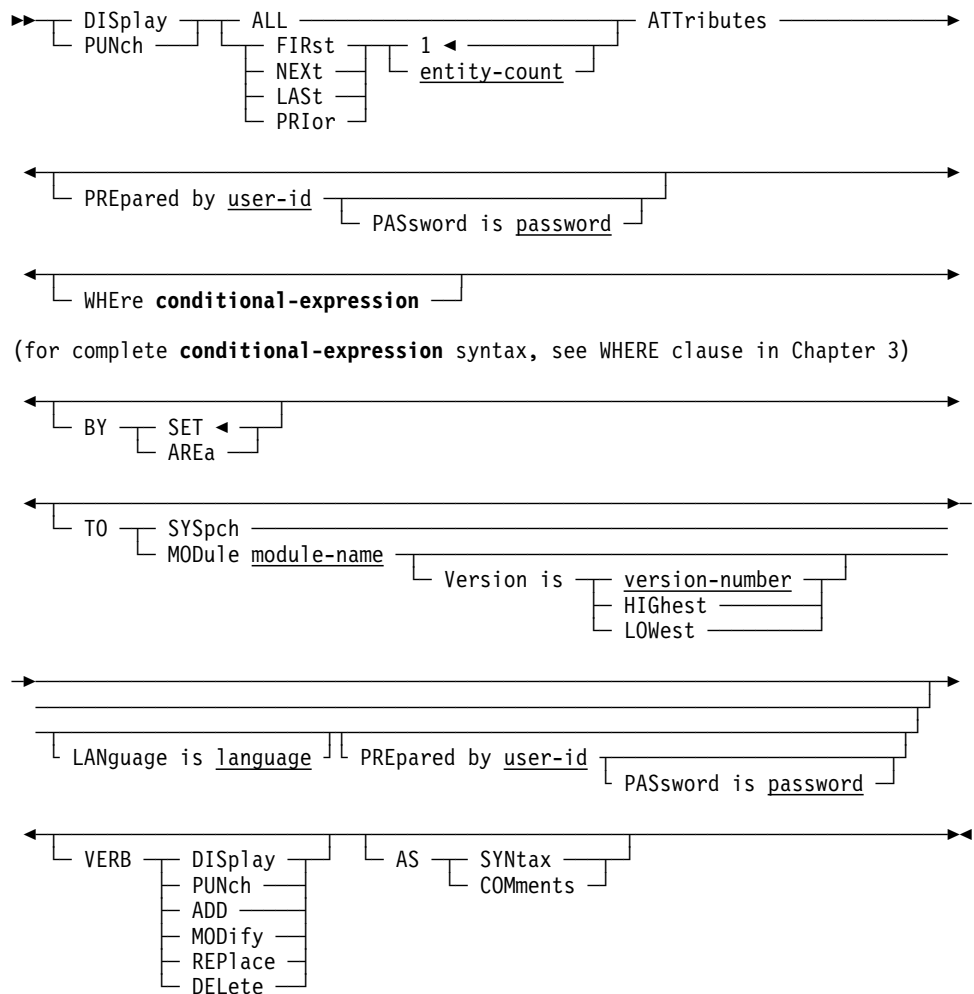 DISplay ALL ATTributes
PUNch FIRst 1
NEXt entity-count
LASt
PRIor
PREpared by user-id
PASsword is password
WHEre conditional-expression
(for complete conditional-expression syntax, see WHERE clause in Chapter 3)
BY SET
AREa
TO SYSpch
MODule module-name
Version is version-number
HIGhest
LOWest
LANguage is language PREpared by user-id
PASsword is password
VERB DISplay AS SYNtax
PUNch COMments
ADD
MODify
REPlace
DELete